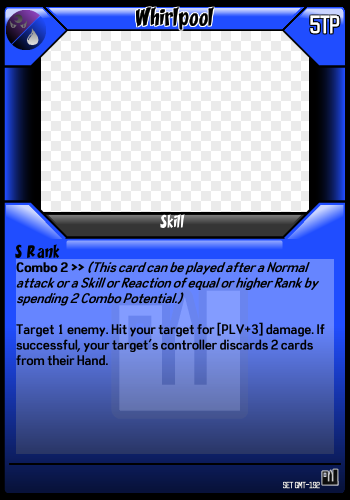 Whirlpool
5TP
Skill
S Rank
Combo 2 >> (This card can be played after a Normal
attack or a Skill or Reaction of equal or higher Rank by
spending 2 Combo Potential.)
Target 1 enemy. Hit your target for [PLV+3] damage. If
successful, your target's controller discards 2 cards
from their Hand.
SET GMT-192